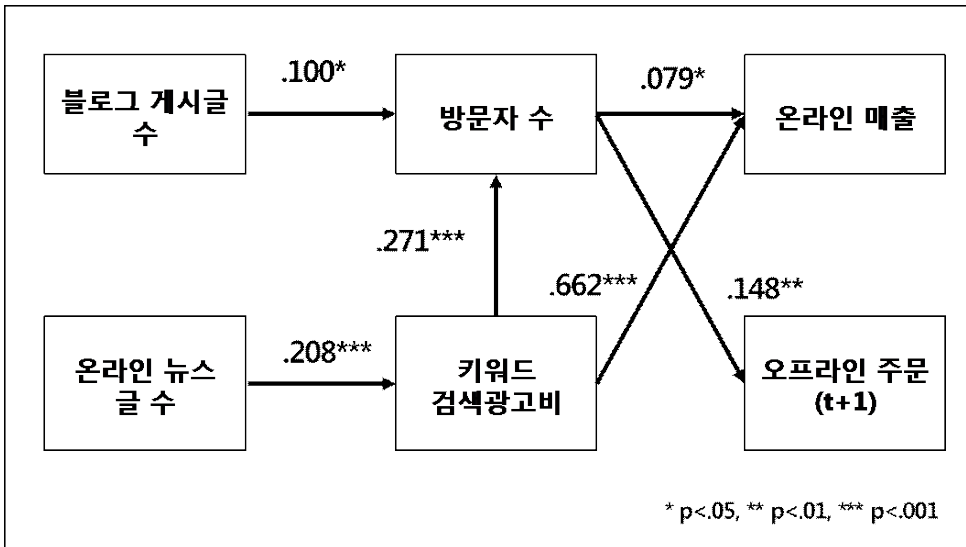 블로그 게시글
수
.100*
방문자 수
.079*
온라인 매출
.271***
.662***
.148**
온라인 뉴스
글 수
.208***
키워드
검색광고비
오프라인 주문
(t+1)
* p<.05, ** p<.01, *** p<.001